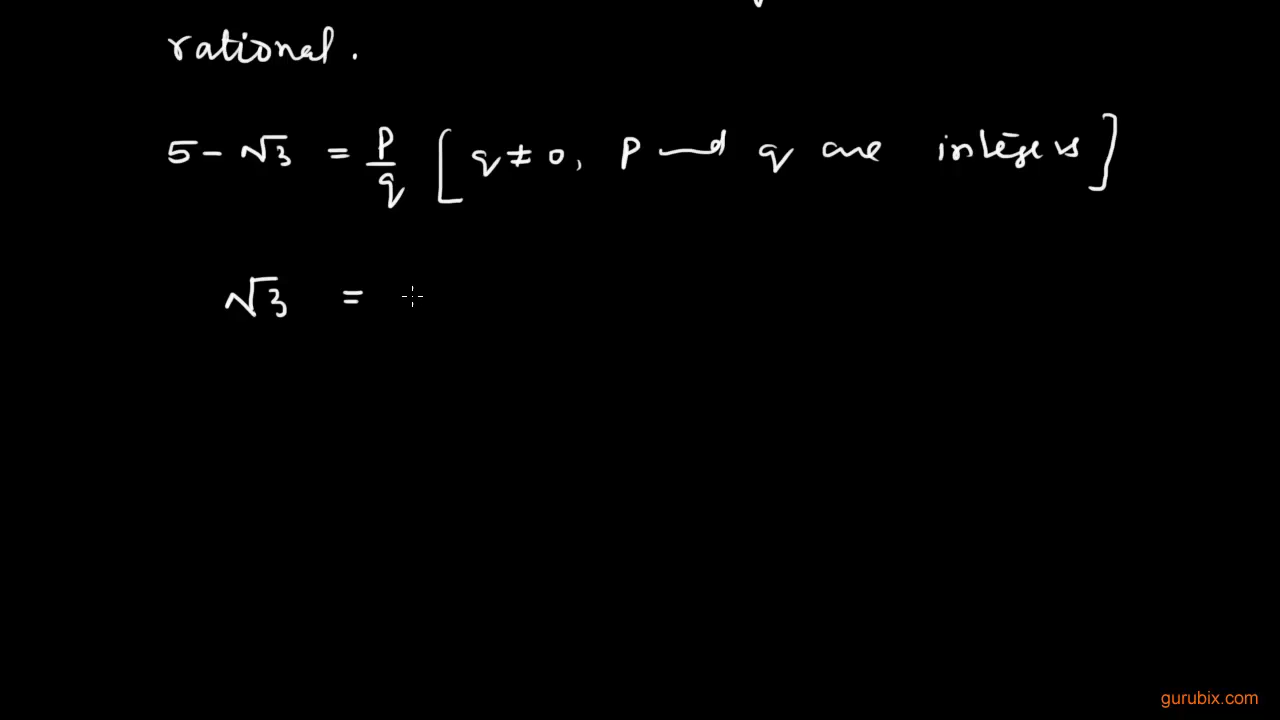 rational.
5 - √3 = p/q [q ≠ 0, p and q are integers]
√3 =
gurubix.com